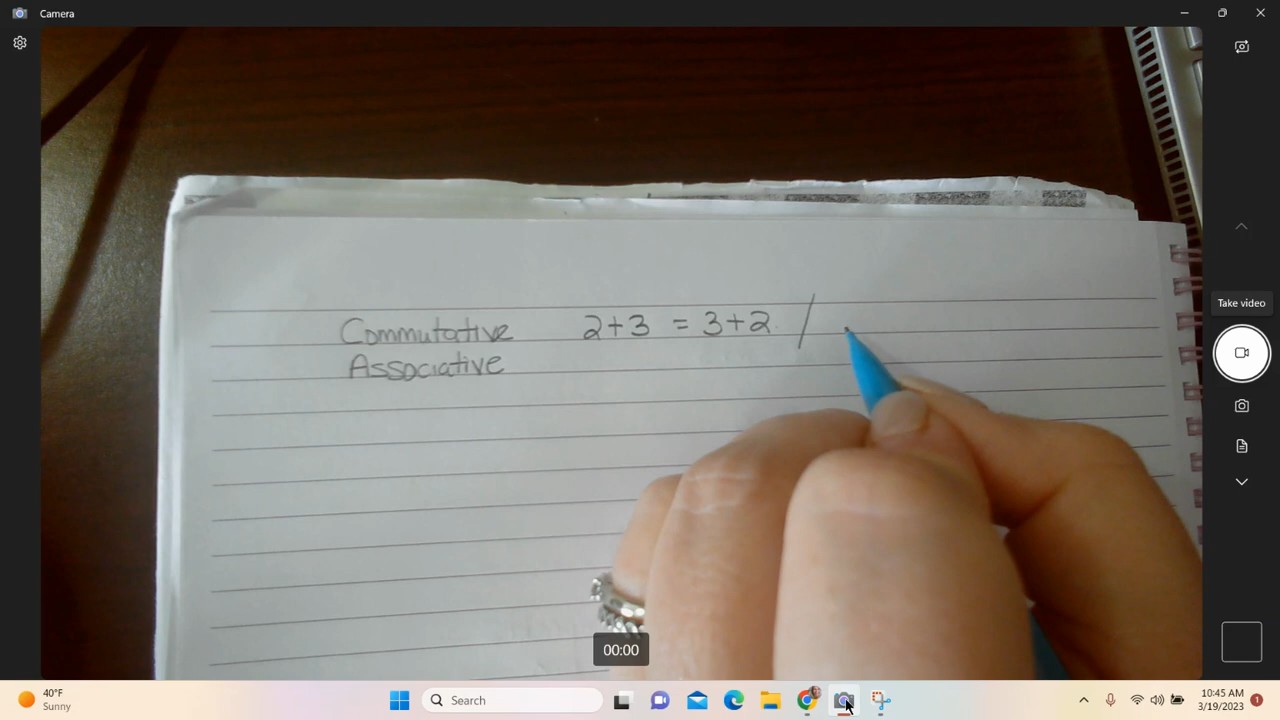 Camera
Commutative 2+3 = 3+2 /
Associative
Take video
00:00
40°F
Sunny
Search
10:45 AM
3/19/2023
1